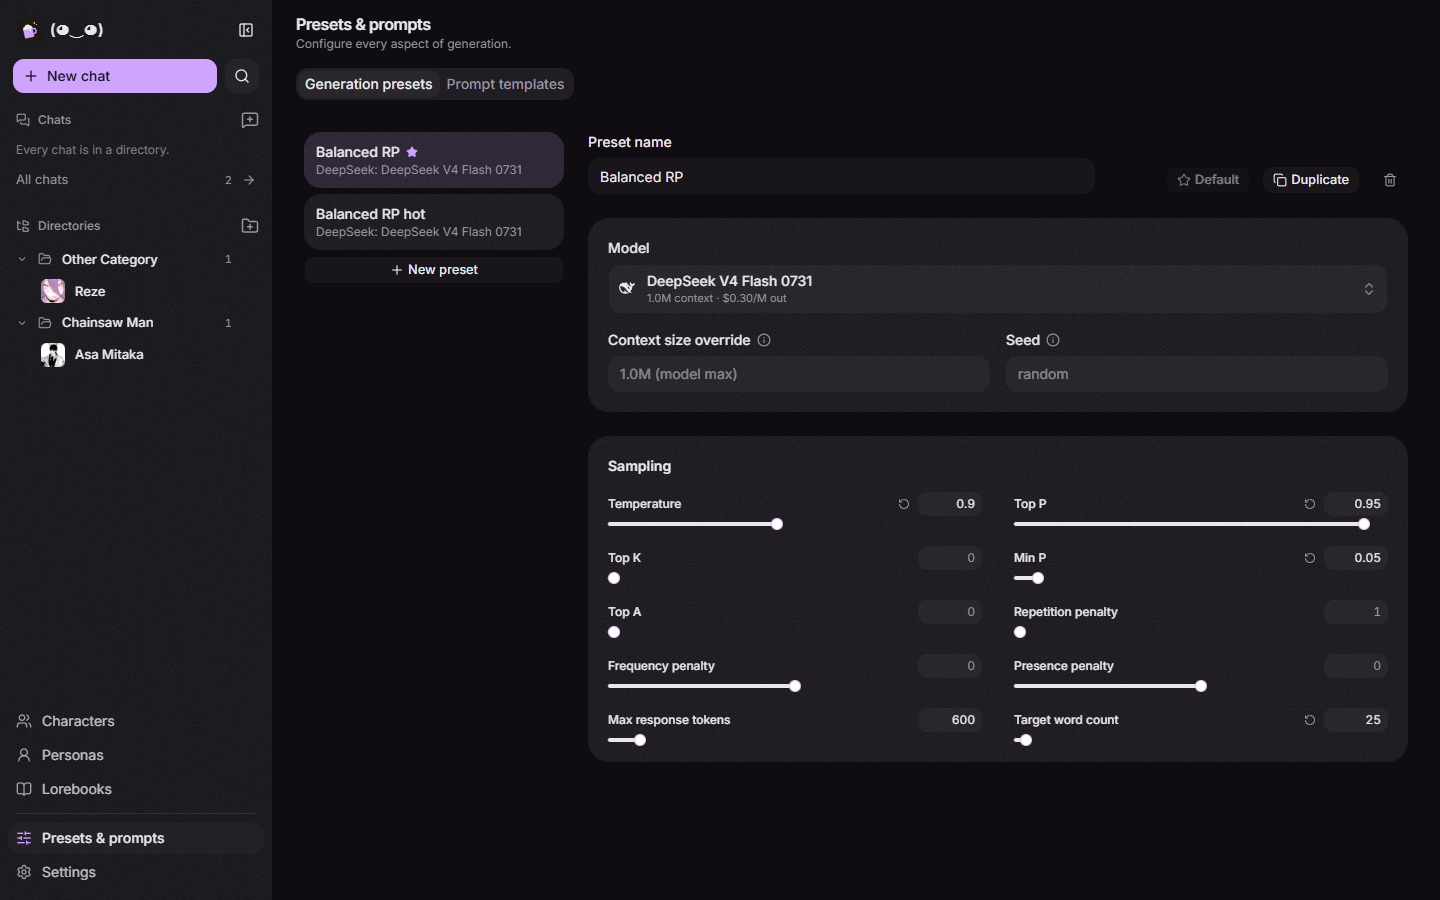 New chat
Chats
Every chat is in a directory.
All chats 2
Directories
Other Category 1
Reze
Chainsaw Man 1
Asa Mitaka
Characters
Personas
Lorebooks
Presets & prompts
Settings
Presets & prompts
Configure every aspect of generation.
Generation presets Prompt templates
Balanced RP
DeepSeek: DeepSeek V4 Flash 0731
Balanced RP hot
DeepSeek: DeepSeek V4 Flash 0731
New preset
Preset name
Balanced RP
Default Duplicate
Model
DeepSeek V4 Flash 0731
1.0M context · $0.30/M out
Context size override Seed
1.0M (model max) random
Sampling
Temperature 0.9 Top P 0.95
Top K 0 Min P 0.05
Top A 0 Repetition penalty 1
Frequency penalty 0 Presence penalty 0
Max response tokens 600 Target word count 25